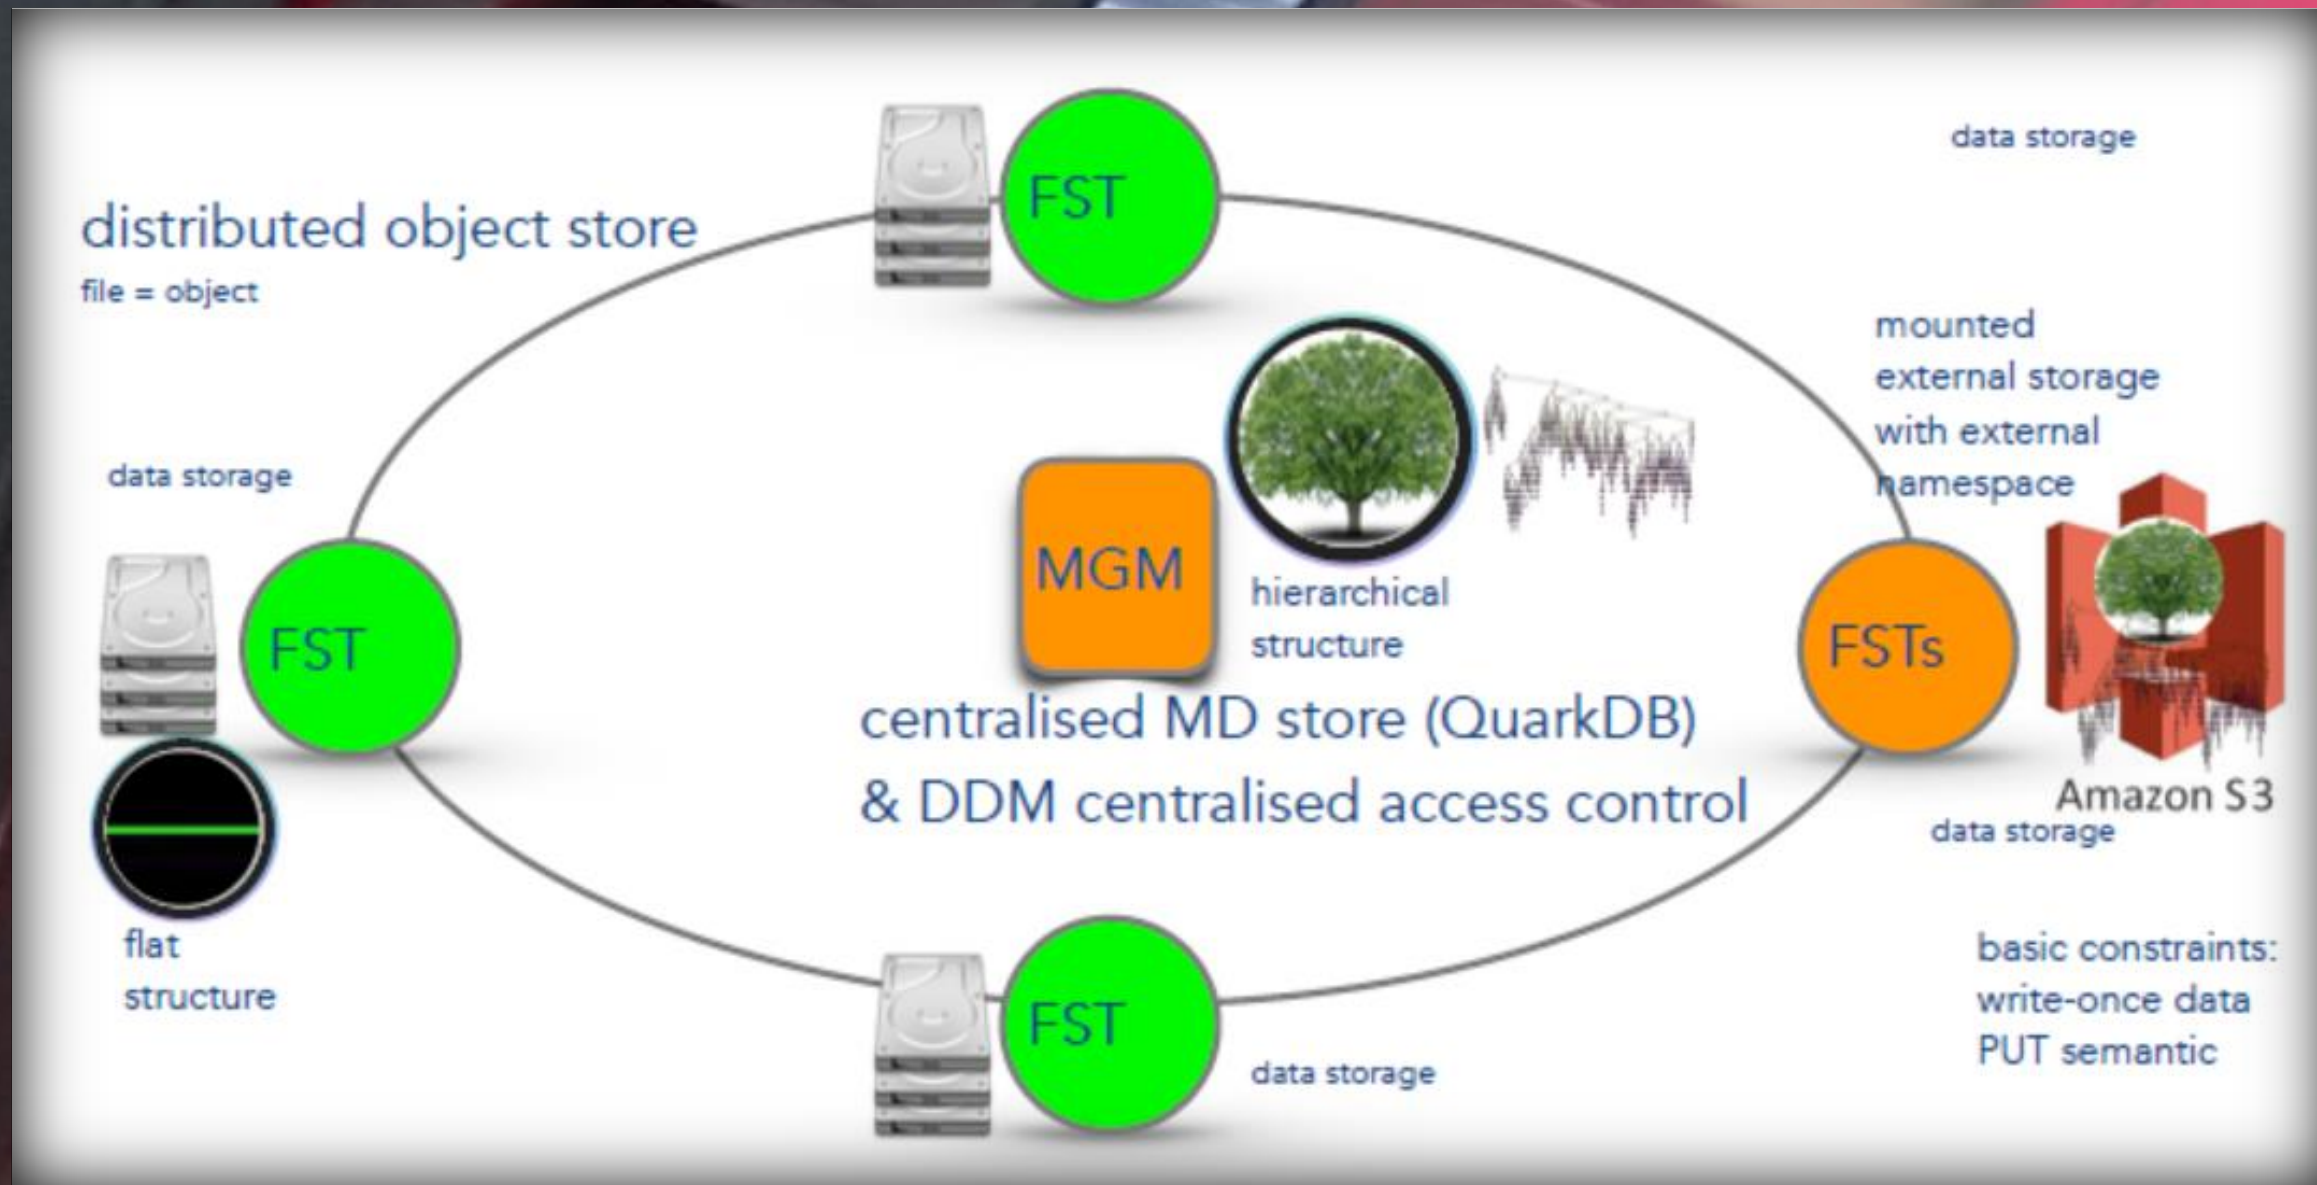 FST
data storage
distributed object store
file = object
mounted
external storage
with external
namespace
data storage
MGM
hierarchical
structure
FST
FSTs
centralised MD store (QuarkDB)
& DDM centralised access control
Amazon S3
data storage
flat
structure
basic constraints:
write-once data
PUT semantic
FST
data storage